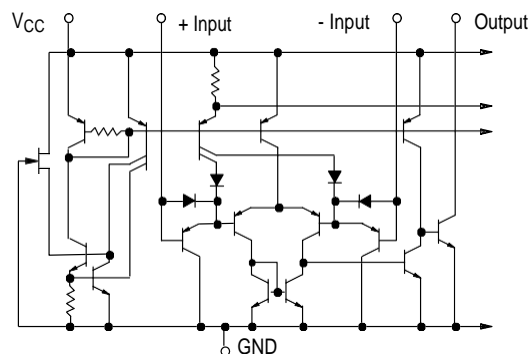 VCC
+ Input
- Input
Output
GND